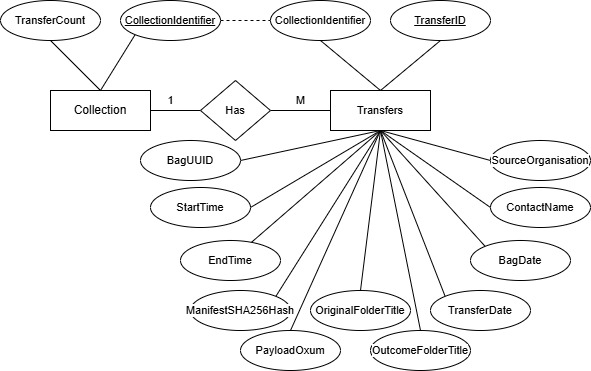 TransferCount
CollectionIdentifier
CollectionIdentifier
TransferID
Collection
1
Has
M
Transfers
BagUUID
SourceOrganisation
StartTime
ContactName
EndTime
BagDate
ManifestSHA256Hash
OriginalFolderTitle
TransferDate
PayloadOxum
OutcomeFolderTitle